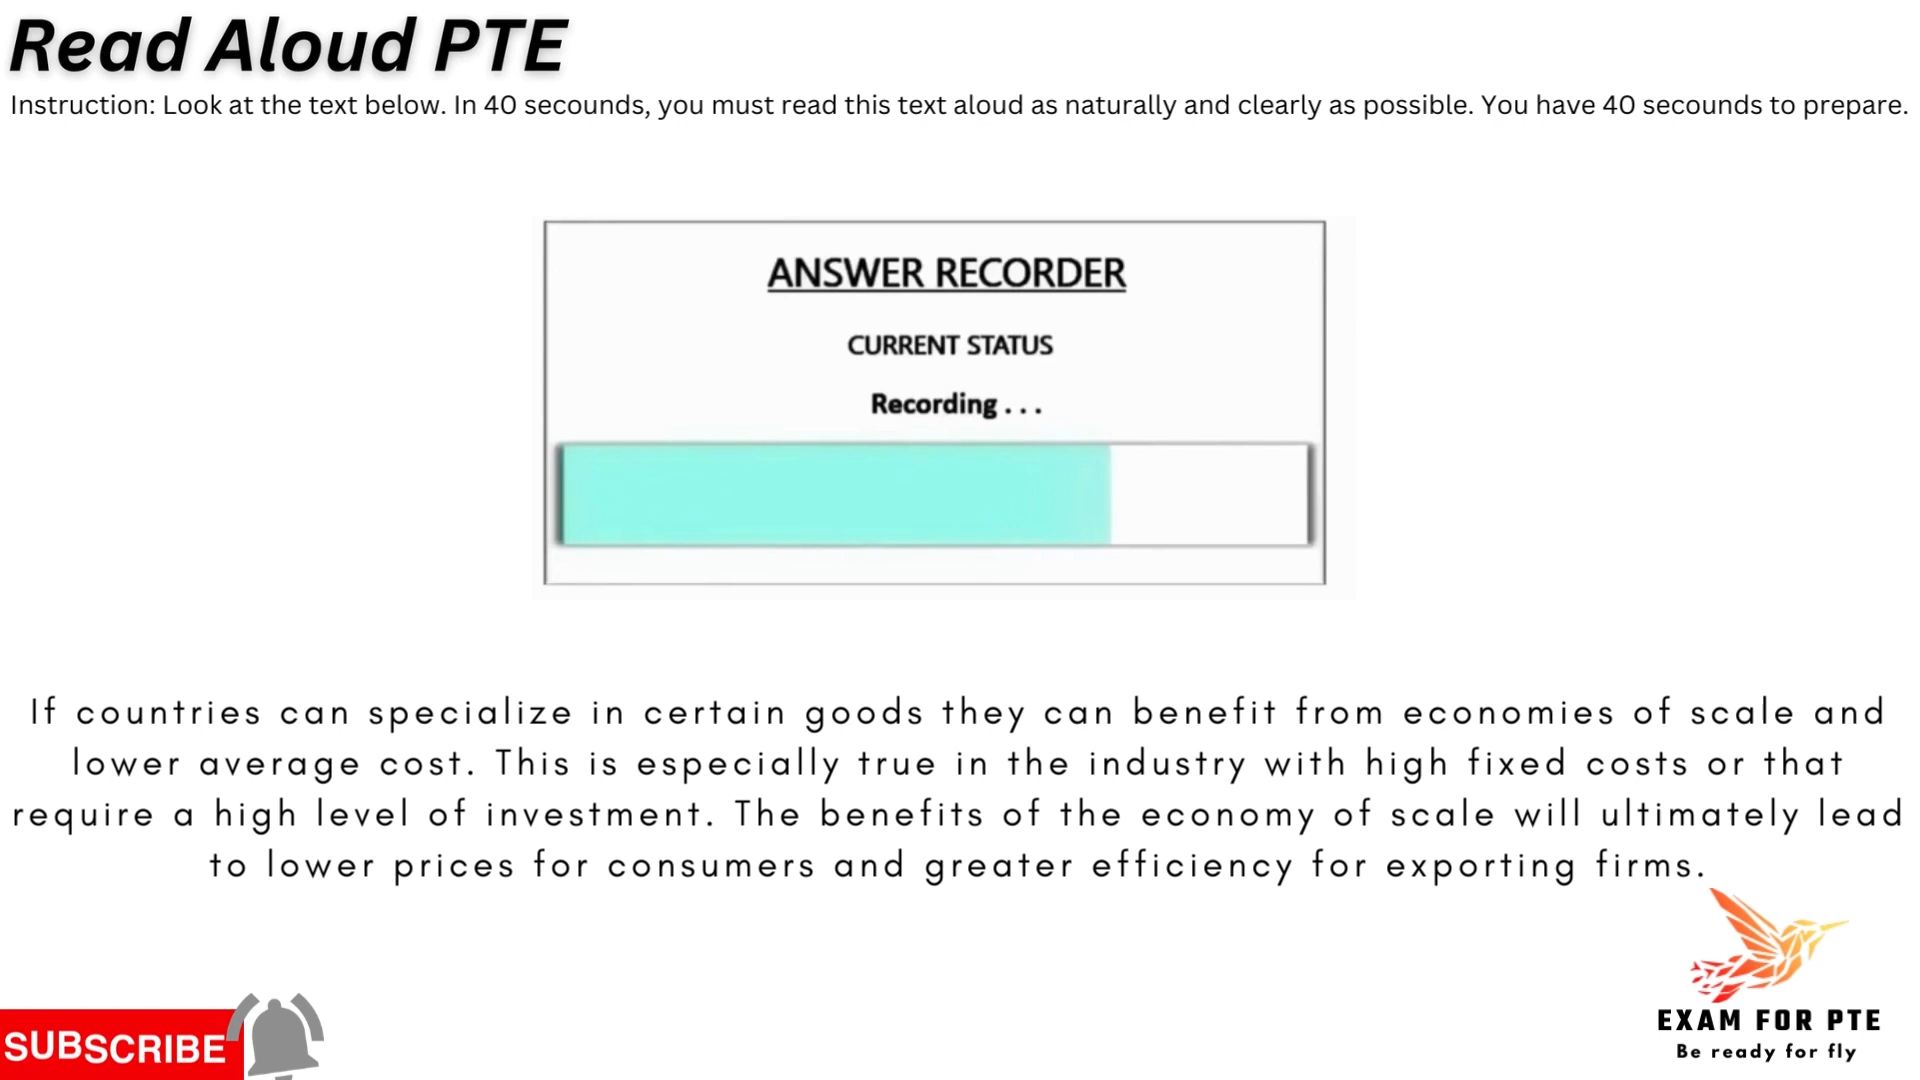 Read Aloud PTE
Instruction: Look at the text below. In 40 secounds, you must read this text aloud as naturally and clearly as possible. You have 40 secounds to prepare.
ANSWER RECORDER
CURRENT STATUS
Recording . . .
If countries can specialize in certain goods they can benefit from economies of scale and
lower average cost. This is especially true in the industry with high fixed costs or that
require a high level of investment. The benefits of the economy of scale will ultimately lead
to lower prices for consumers and greater efficiency for exporting firms.
SUBSCRIBE
EXAM FOR PTE
Be ready for fly